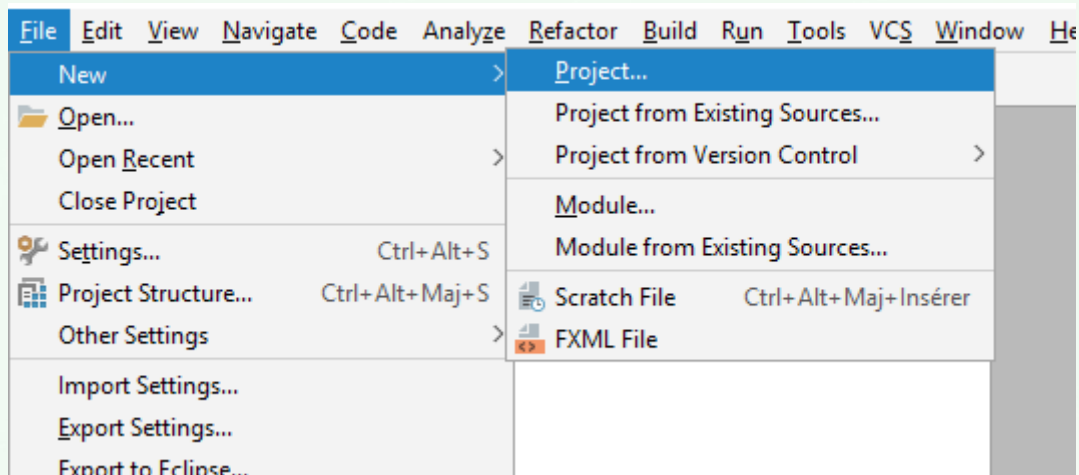 File Edit View Navigate Code Analyze Refactor Build Run Tools VCS Window He
New
Open...
Open Recent
Close Project
Settings... Ctrl+Alt+S
Project Structure... Ctrl+Alt+Maj+S
Other Settings
Import Settings...
Export Settings...
Export to Eclipse...
Project...
Project from Existing Sources...
Project from Version Control
Module...
Module from Existing Sources...
Scratch File Ctrl+Alt+Maj+Insérer
FXML File